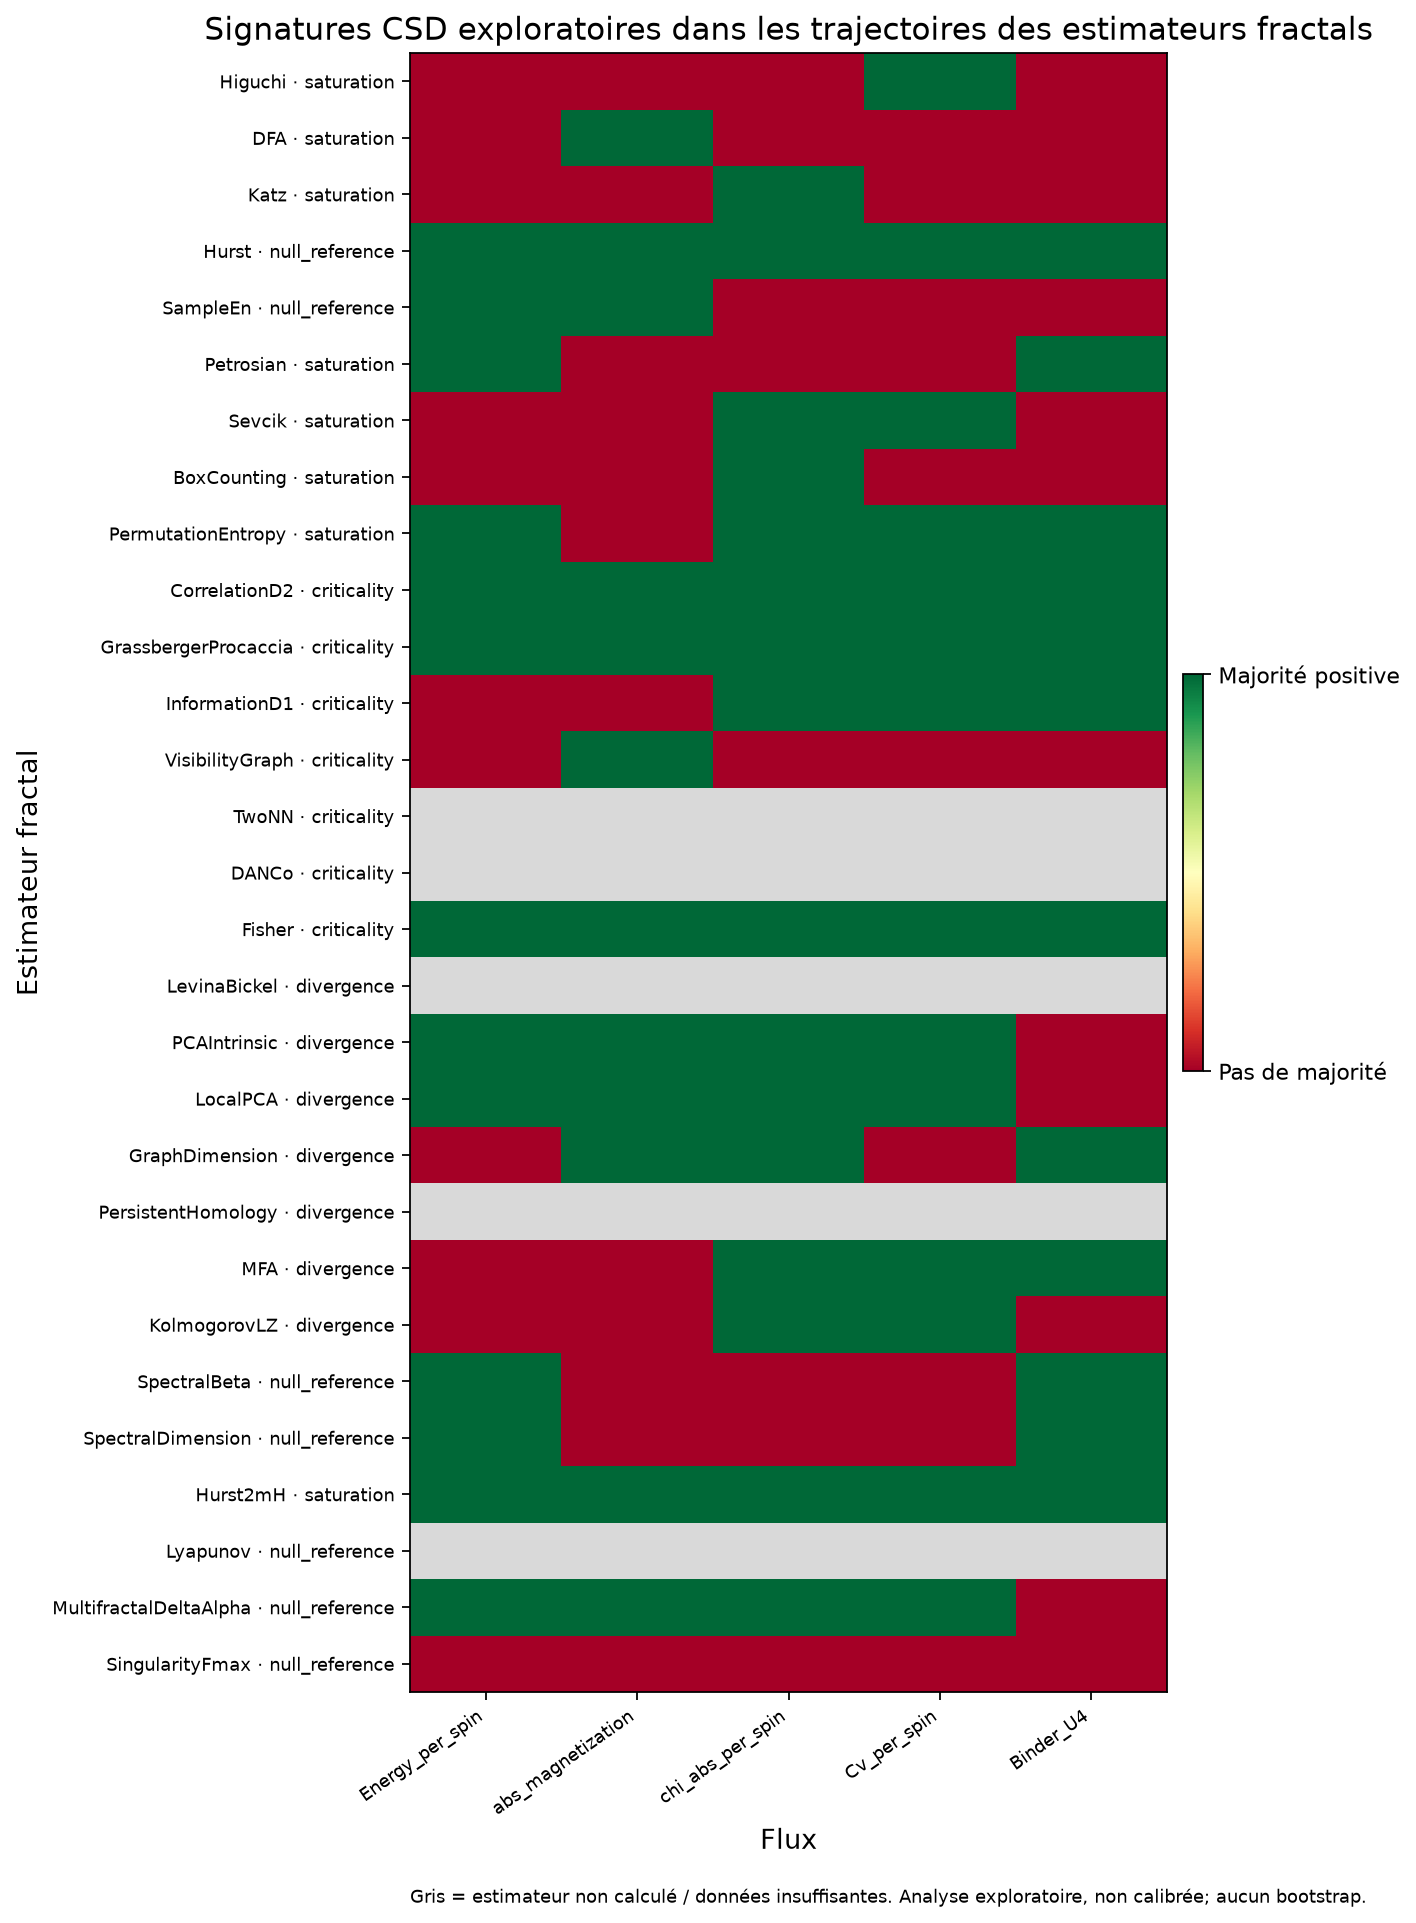 Signatures CSD exploratoires dans les trajectoires des estimateurs fractals
Higuchi · saturation
DFA · saturation
Katz · saturation
Hurst · null_reference
SampleEn · null_reference
Petrosian · saturation
Sevcik · saturation
BoxCounting · saturation
PermutationEntropy · saturation
CorrelationD2 · criticality
GrassbergerProcaccia · criticality
InformationD1 · criticality
VisibilityGraph · criticality
TwoNN · criticality
DANCo · criticality
Fisher · criticality
LevinaBickel · divergence
PCAIntrinsic · divergence
LocalPCA · divergence
GraphDimension · divergence
PersistentHomology · divergence
MFA · divergence
KolmogorovLZ · divergence
SpectralBeta · null_reference
SpectralDimension · null_reference
Hurst2mH · saturation
Lyapunov · null_reference
MultifractalDeltaAlpha · null_reference
SingularityFmax · null_reference
Estimateur fractal
Majorité positive
Pas de majorité
Energy_per_spin
abs_magnetization
chi_abs_per_spin
Cv_per_spin
Binder_U4
Flux
Gris = estimateur non calculé / données insuffisantes. Analyse exploratoire, non calibrée; aucun bootstrap.